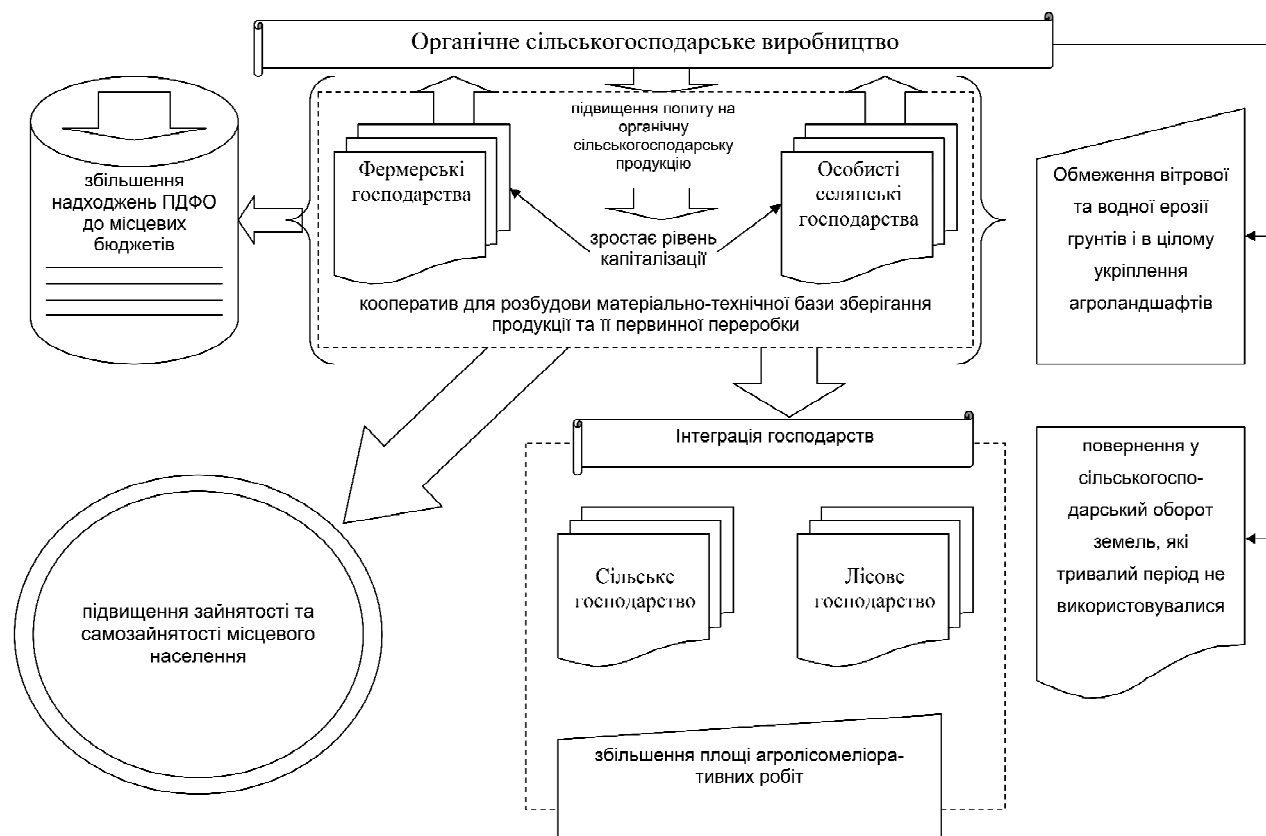 Органічне сільськогосподарське виробництво
збільшення
надходжень ПДФО
до місцевих
бюджетів
Фермерські
господарства
підвищення попиту на
органічну
сільськогосподарську
продукцію
зростає рівень
капіталізації
Особисті
селянські
господарства
кооператив для розбудови матеріально-технічної бази зберігання
продукції та її первинної переробки
Обмеження вітрової
та водної ерозії
грунтів і в цілому
укріплення
агроландшафтів
Інтеграція господарств
Сільське
господарство
Лісове
господарство
збільшення площі агролісомеліора-
тивних робіт
повернення у
сільськогоспо-
дарський оборот
земель, які
тривалий період не
використовувалися
підвищення зайнятості та
самозайнятості місцевого
населення